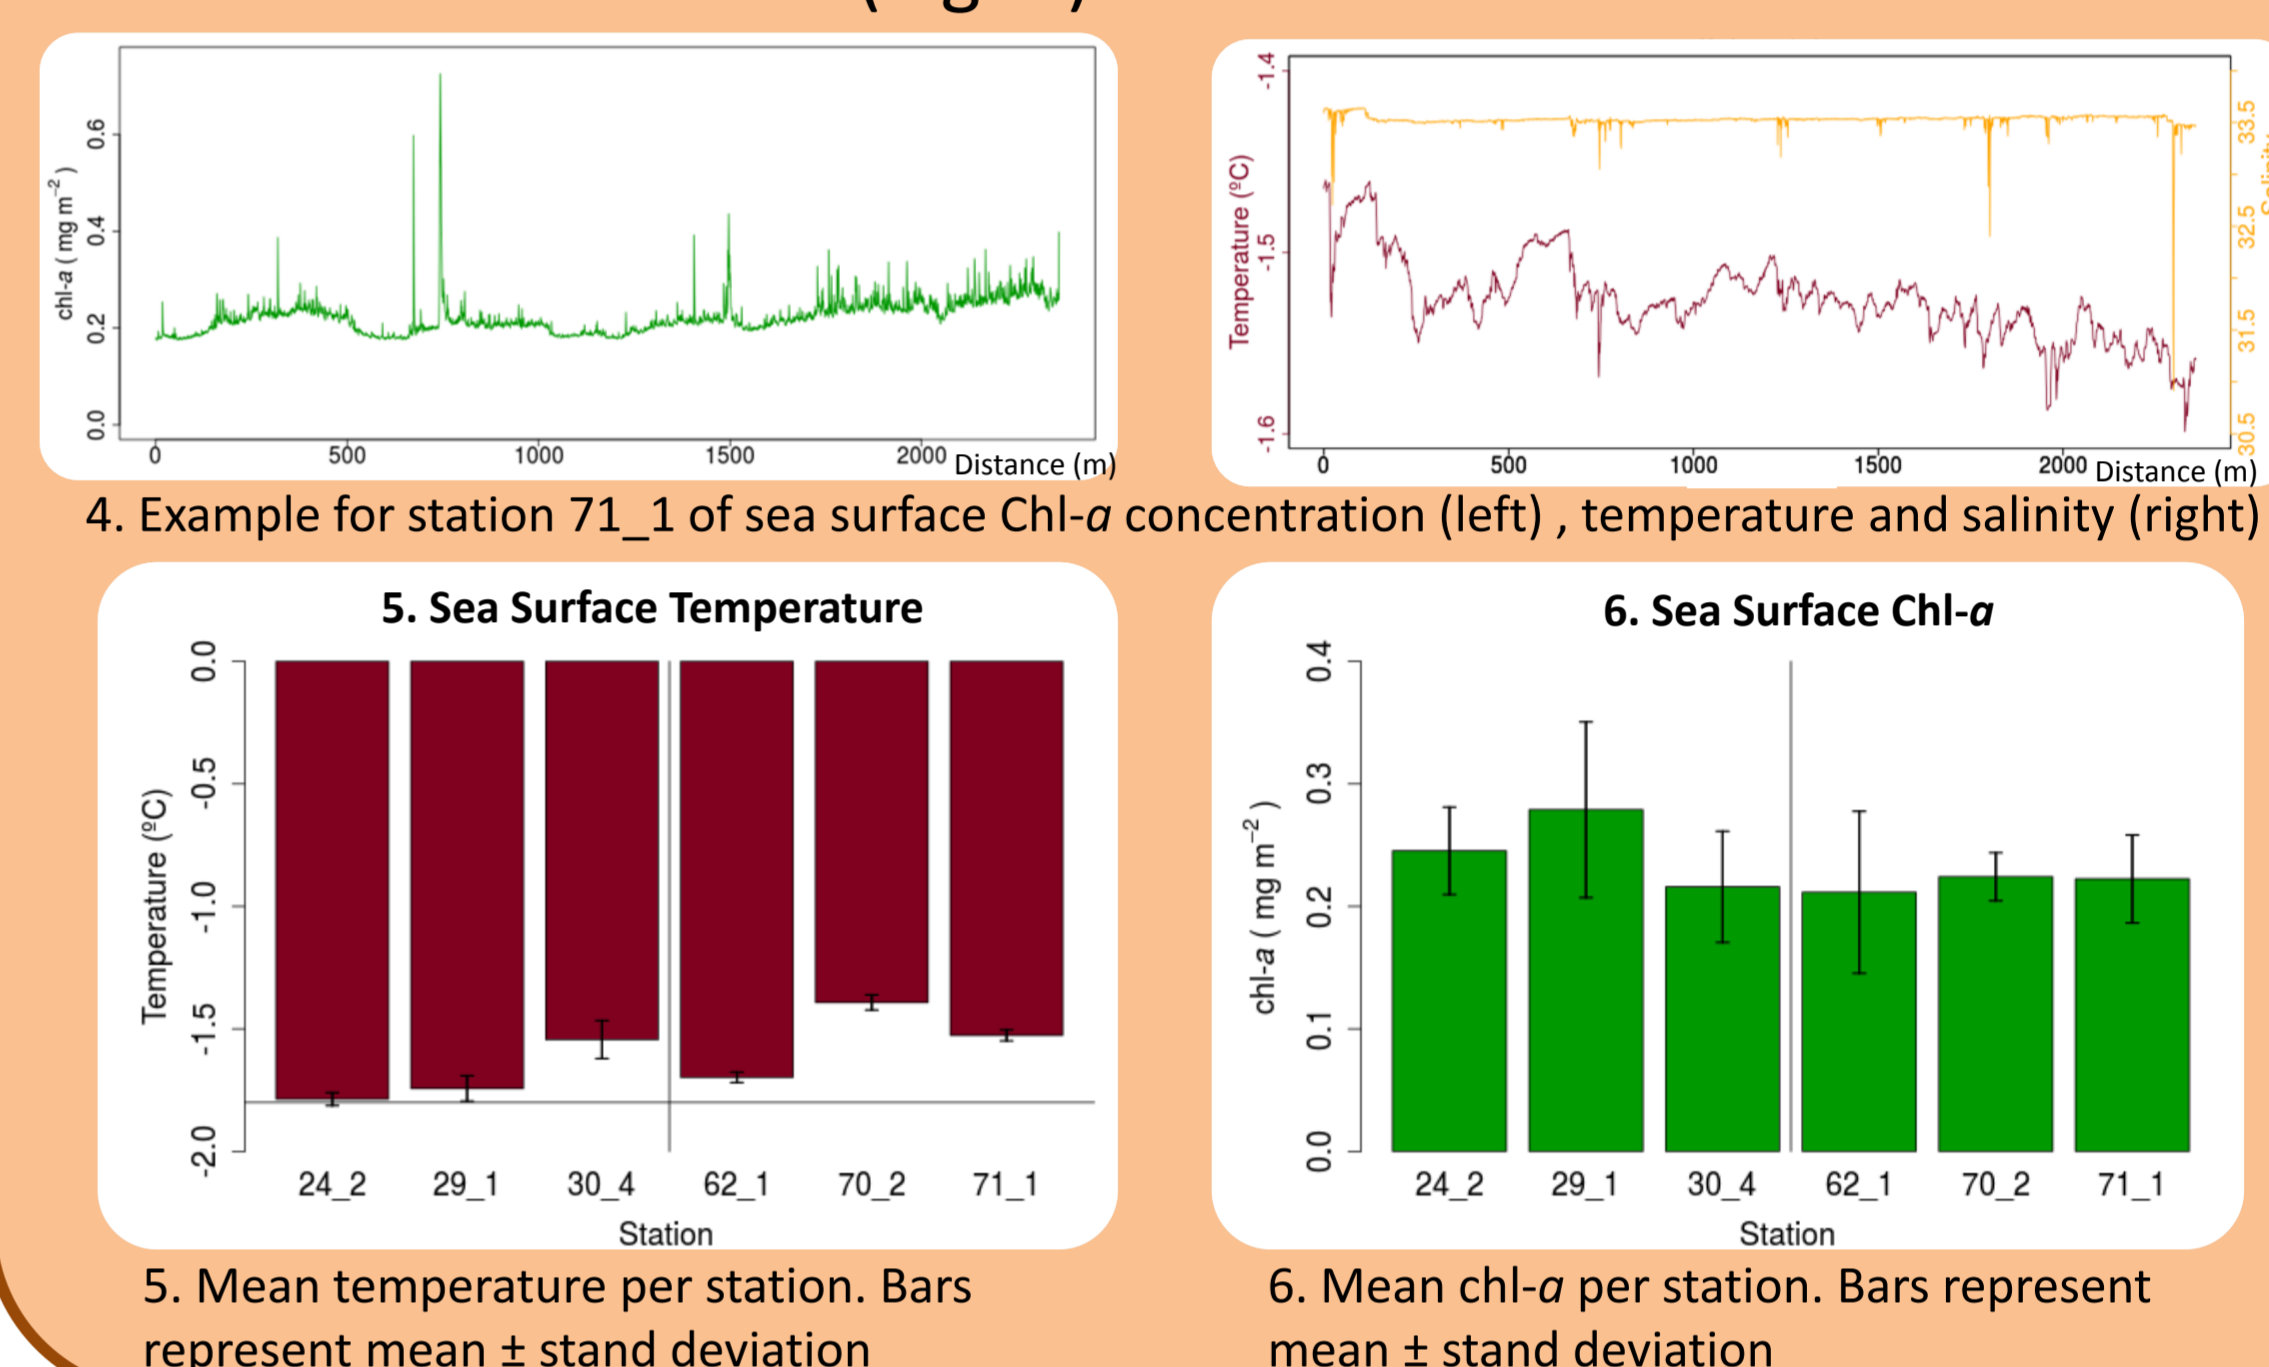 chl-a ( mg m⁻² )
0.6
0.4
0.2
0.0
0 500 1000 1500 2000 Distance (m)
Temperature (ºC)
-1.4
-1.5
-1.6
33.5
32.5
31.5
30.5
0 500 1000 1500 2000 Distance (m)
4. Example for station 71_1 of sea surface Chl-a concentration (left) , temperature and salinity (right)
5. Sea Surface Temperature
Temperature (ºC)
0.0
-0.5
-1.0
-1.5
-2.0
24_2 29_1 30_4 62_1 70_2 71_1
Station
5. Mean temperature per station. Bars
represent mean ± stand deviation
6. Sea Surface Chl-a
chl-a ( mg m⁻² )
0.4
0.3
0.2
0.1
0.0
24_2 29_1 30_4 62_1 70_2 71_1
Station
6. Mean chl-a per station. Bars represent
mean ± stand deviation